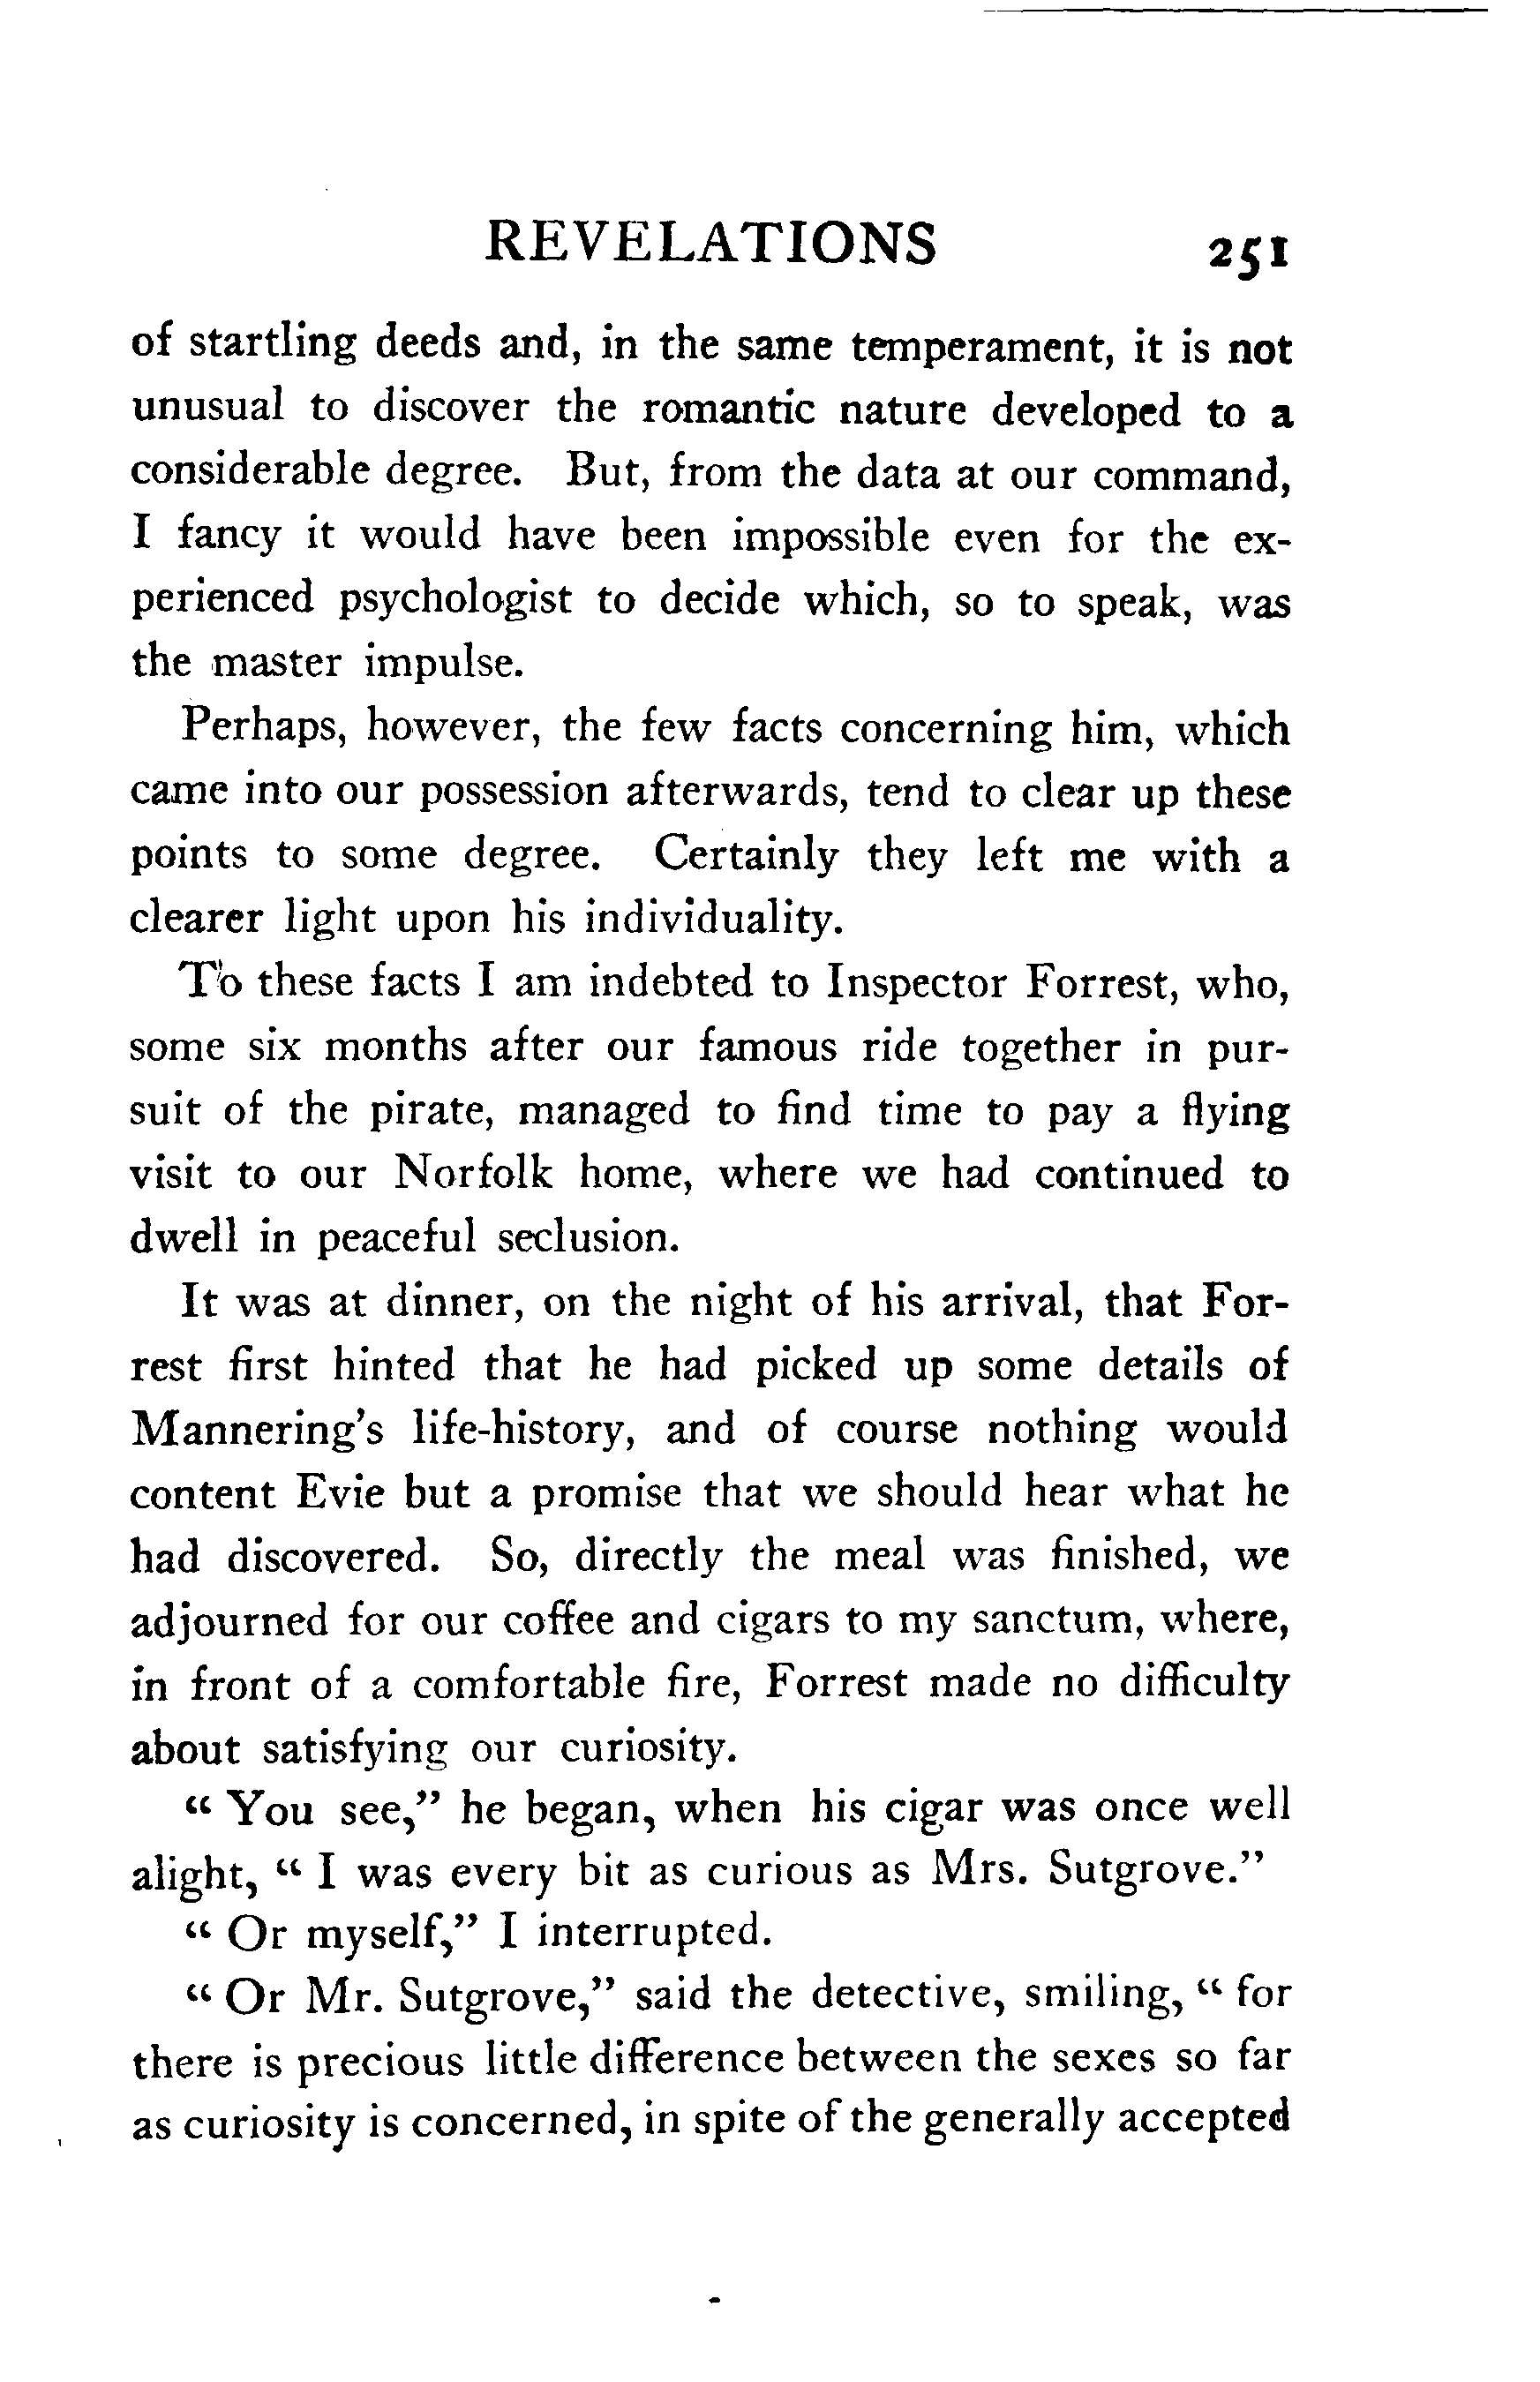 REVELATIONS 251
of startling deeds and, in the same temperament, it is not
unusual to discover the romantic nature developed to a
considerable degree. But, from the data at our command,
I fancy it would have been impossible even for the ex-
perienced psychologist to decide which, so to speak, was
the master impulse.
Perhaps, however, the few facts concerning him, which
came into our possession afterwards, tend to clear up these
points to some degree. Certainly they left me with a
clearer light upon his individuality.
To these facts I am indebted to Inspector Forrest, who,
some six months after our famous ride together in pur-
suit of the pirate, managed to find time to pay a flying
visit to our Norfolk home, where we had continued to
dwell in peaceful seclusion.
It was at dinner, on the night of his arrival, that For-
rest first hinted that he had picked up some details of
Mannering's life-history, and of course nothing would
content Evie but a promise that we should hear what he
had discovered. So, directly the meal was finished, we
adjourned for our coffee and cigars to my sanctum, where,
in front of a comfortable fire, Forrest made no difficulty
about satisfying our curiosity.
“ You see,” he began, when his cigar was once well
alight, “ I was every bit as curious as Mrs. Sutgrove.”
“ Or myself,” I interrupted.
“ Or Mr. Sutgrove,” said the detective, smiling, “ for
there is precious little difference between the sexes so far
as curiosity is concerned, in spite of the generally accepted